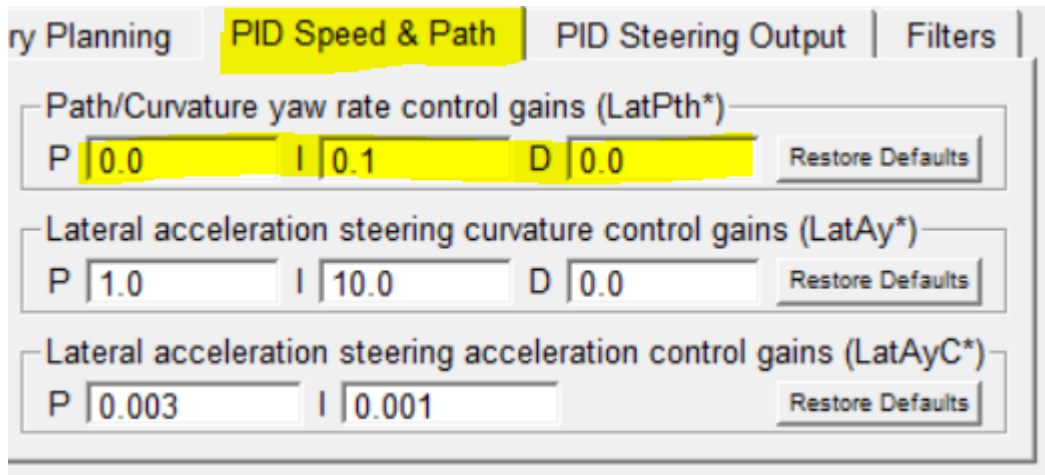 ry Planning PID Speed & Path PID Steering Output Filters
Path/Curvature yaw rate control gains (LatPth*)
P 0.0 I 0.1 D 0.0 Restore Defaults
Lateral acceleration steering curvature control gains (LatAy*)
P 1.0 I 10.0 D 0.0 Restore Defaults
Lateral acceleration steering acceleration control gains (LatAyC*)
P 0.003 I 0.001 Restore Defaults